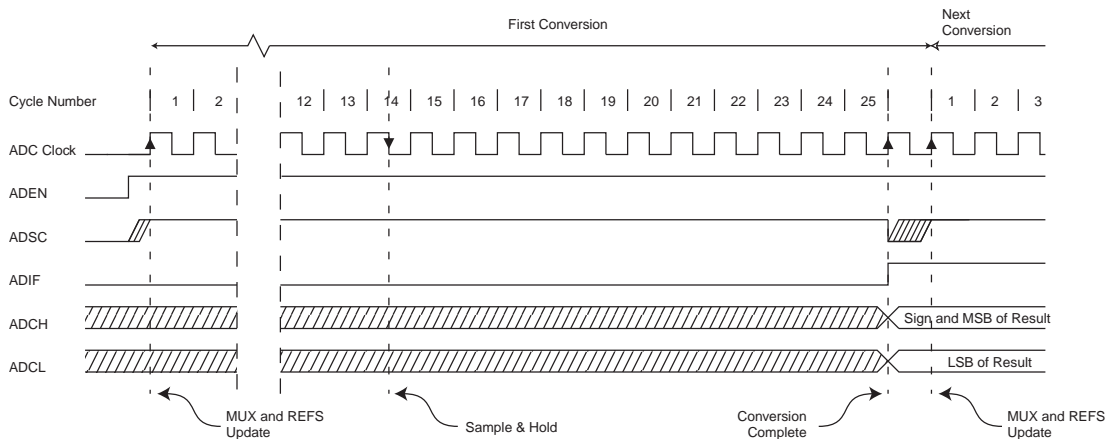 First Conversion
Next
Conversion
Cycle Number 1 2 12 13 14 15 16 17 18 19 20 21 22 23 24 25 1 2 3
ADC Clock
ADEN
ADSC
ADIF
ADCH Sign and MSB of Result
ADCL LSB of Result
MUX and REFS
Update
Sample & Hold
Conversion
Complete
MUX and REFS
Update